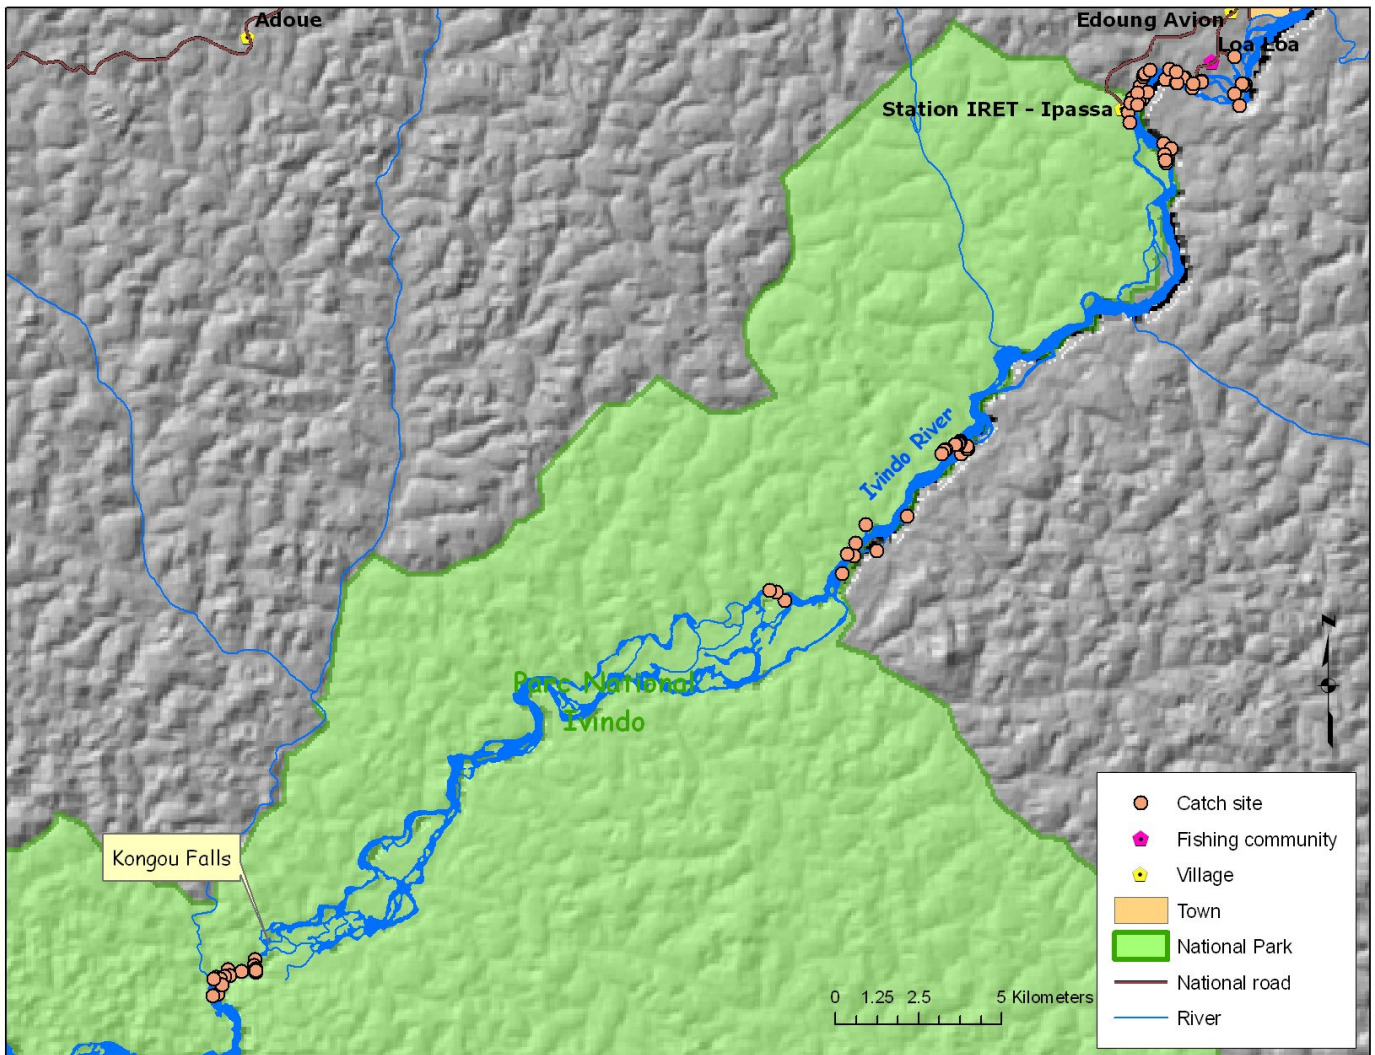 Adoue
Edoung Avion
Loa Loa
Station IRET - Ipassa
Ivindo River
Parc National
Ivindo
Kongou Falls
N
Catch site
Fishing community
Village
Town
National Park
National road
River
0 1.25 2.5 5 Kilometers